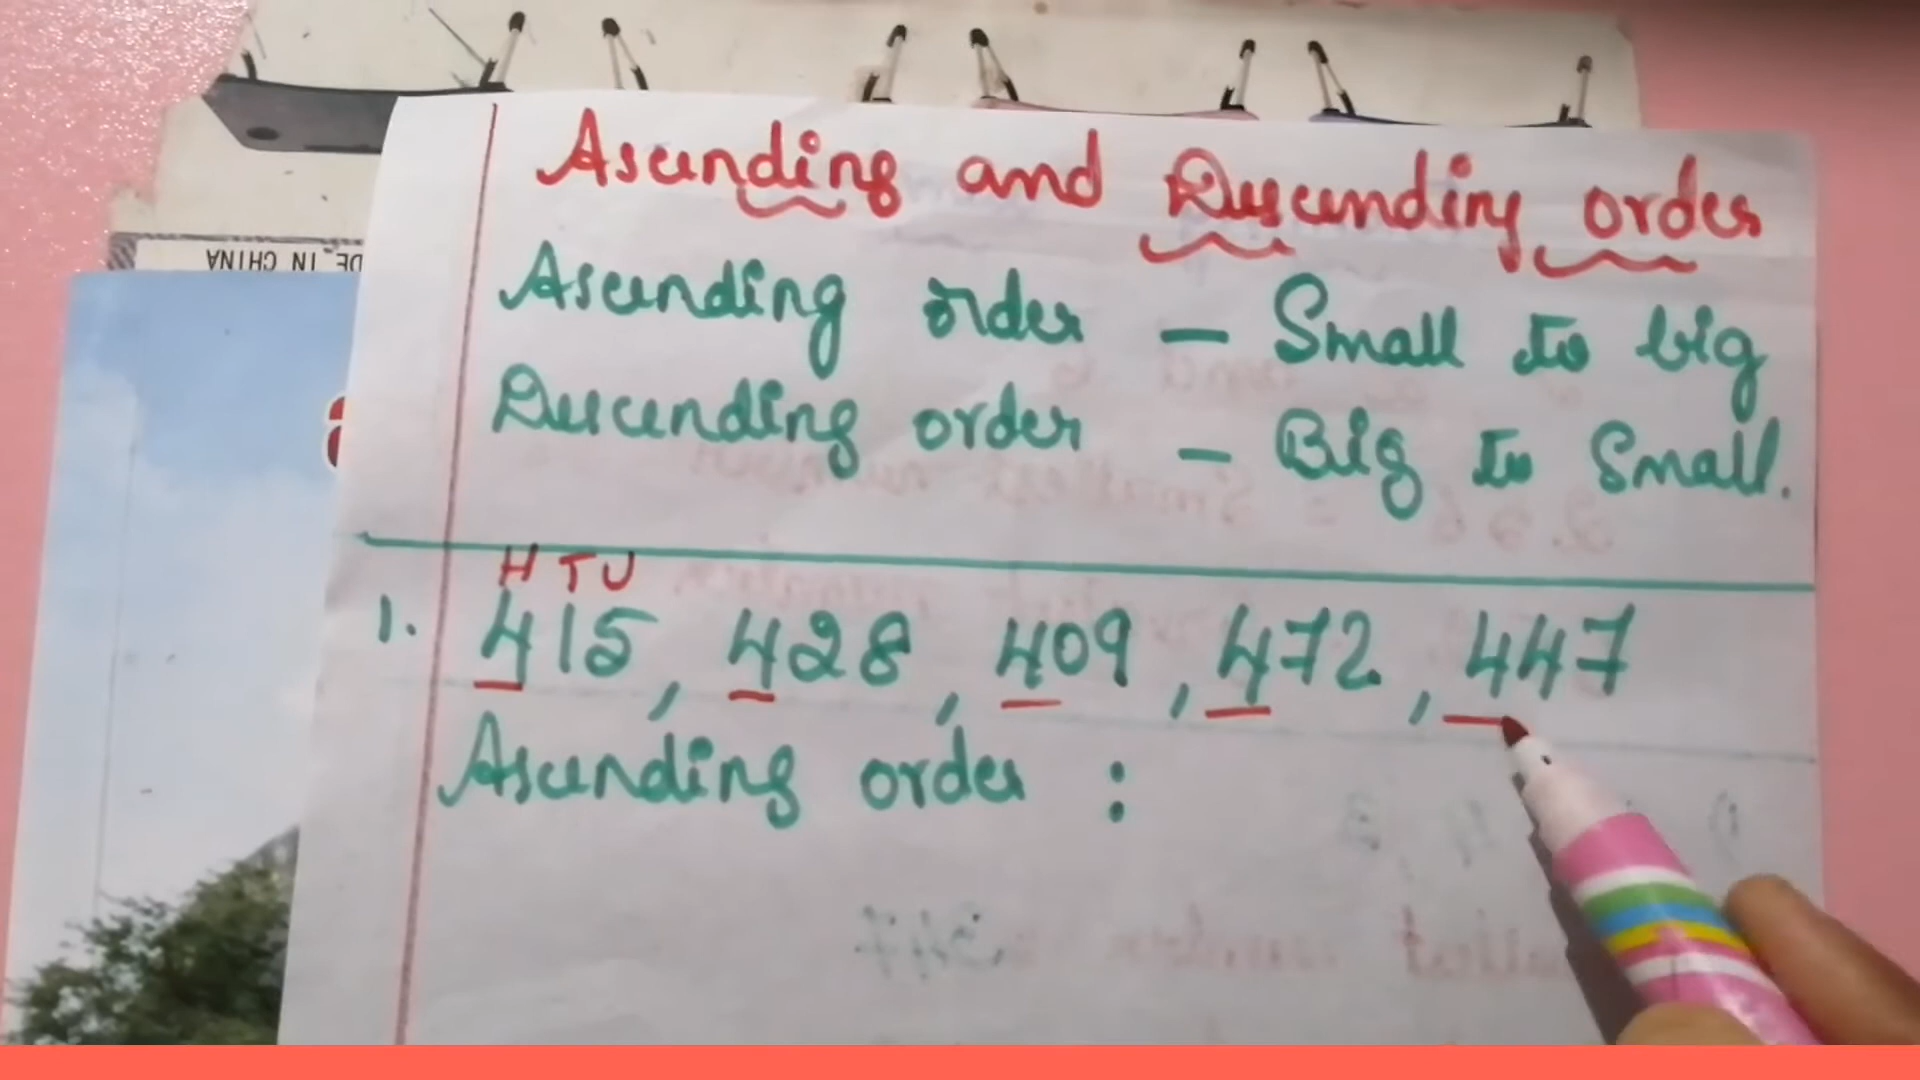 Ascending and Descending order
DE IN CHINA
Ascending order - Small to big
Descending order - Big to Small.
H T U
1. 415, 428, 409, 472, 447
Ascending order :
347